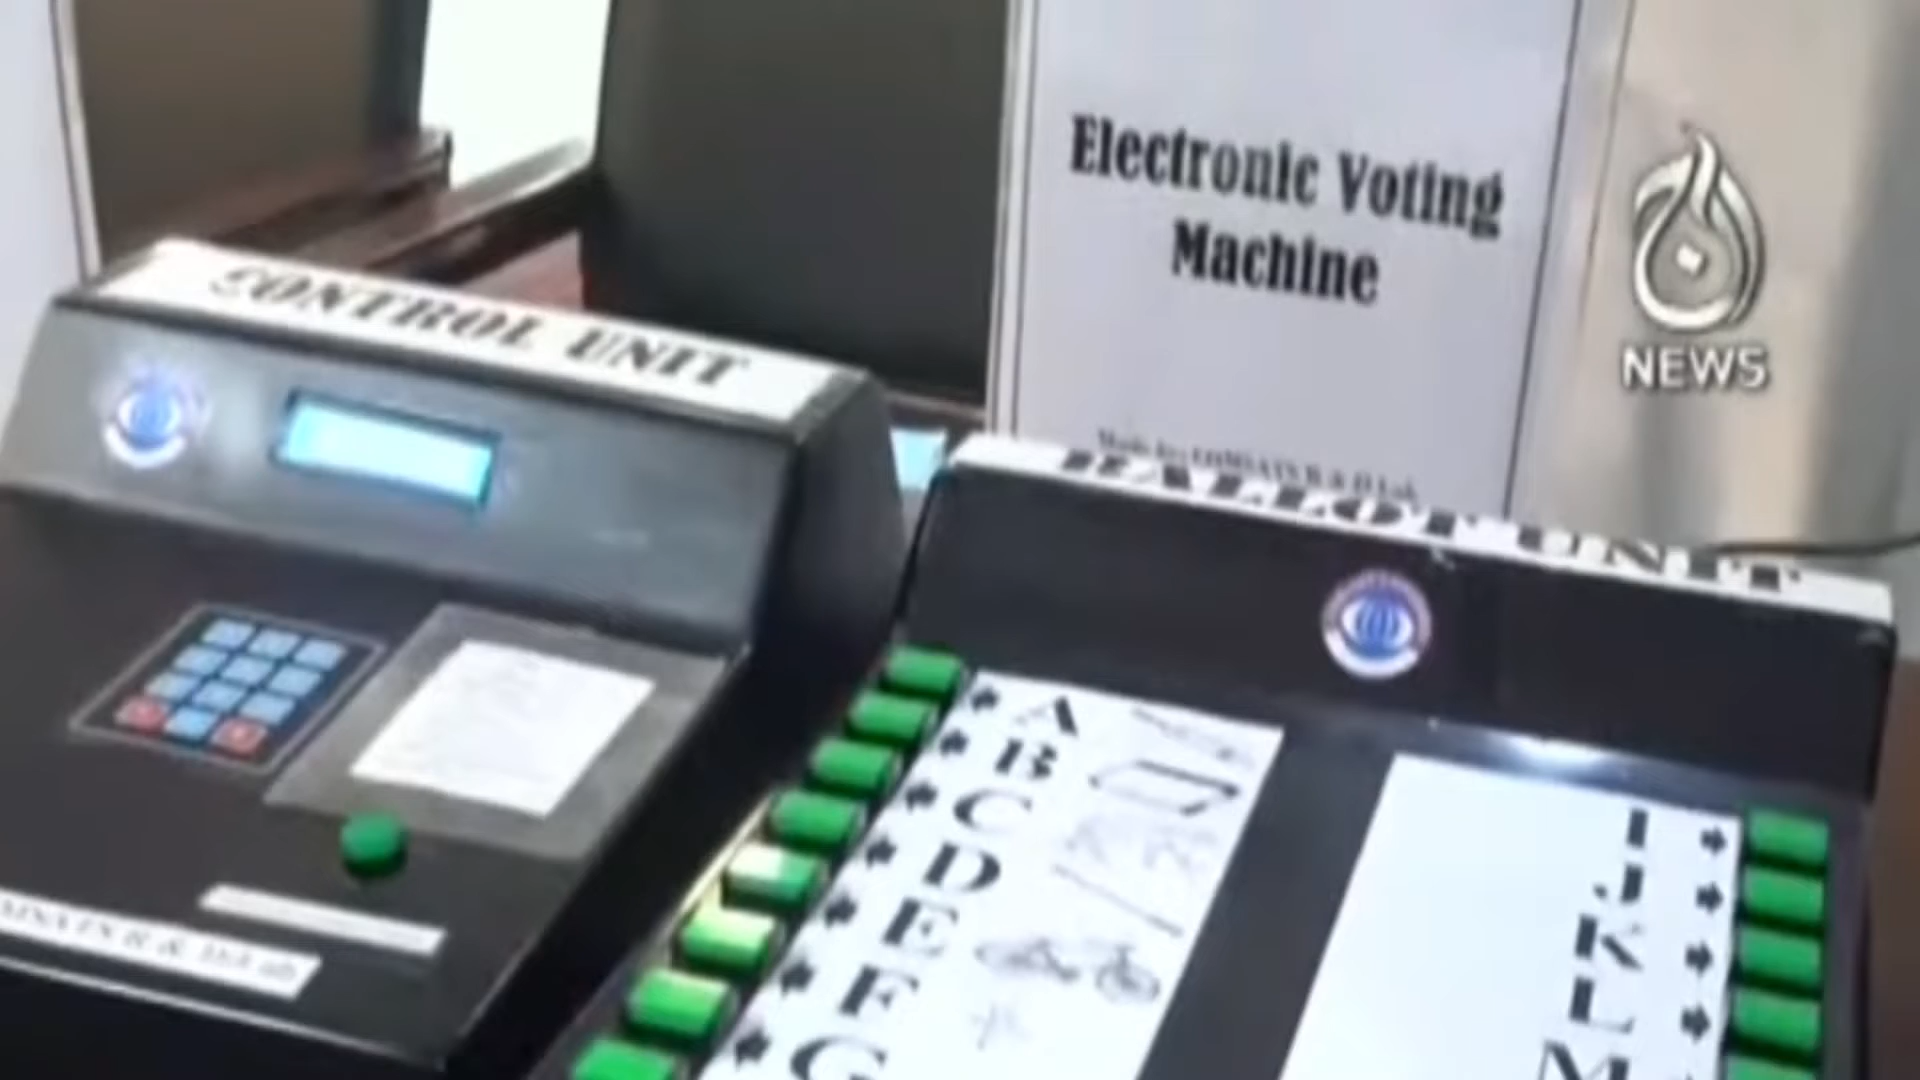 Electronic Voting
Machine
NEWS
CONTROL UNIT
BALLOT UNIT
A
B
C
D
E
F
G
I
J
K
L
M